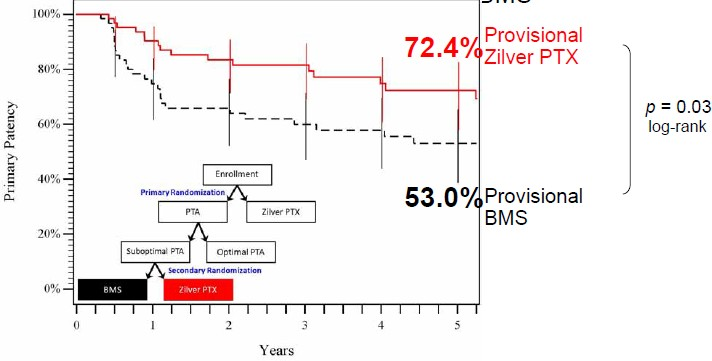 BMS
100%
80%
60%
40%
20%
0%
Primary Patency
72.4%
Provisional
Zilver PTX
p = 0.03
log-rank
53.0%
Provisional
BMS
Enrollment
Primary Randomization
PTA
Zilver PTX
Suboptimal PTA
Optimal PTA
Secondary Randomization
BMS
Zilver PTX
0 1 2 3 4 5
Years